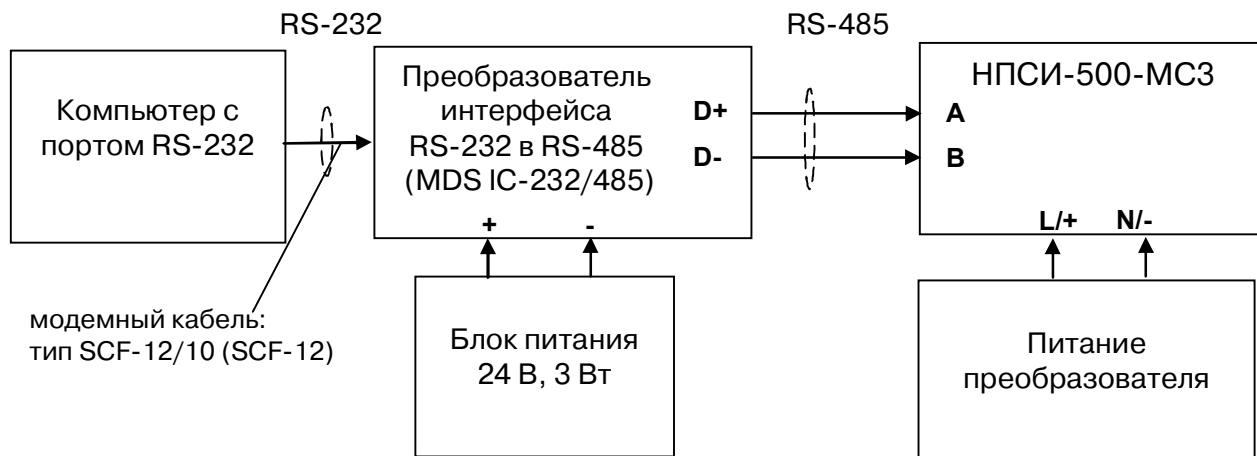 RS-232
RS-485
Компьютер с
портом RS-232
Преобразователь
интерфейса
RS-232 в RS-485
(MDS IC-232/485)
D+
D-
+
-
НПСИ-500-МС3
A
B
L/+
N/-
модемный кабель:
тип SCF-12/10 (SCF-12)
Блок питания
24 В, 3 Вт
Питание
преобразователя